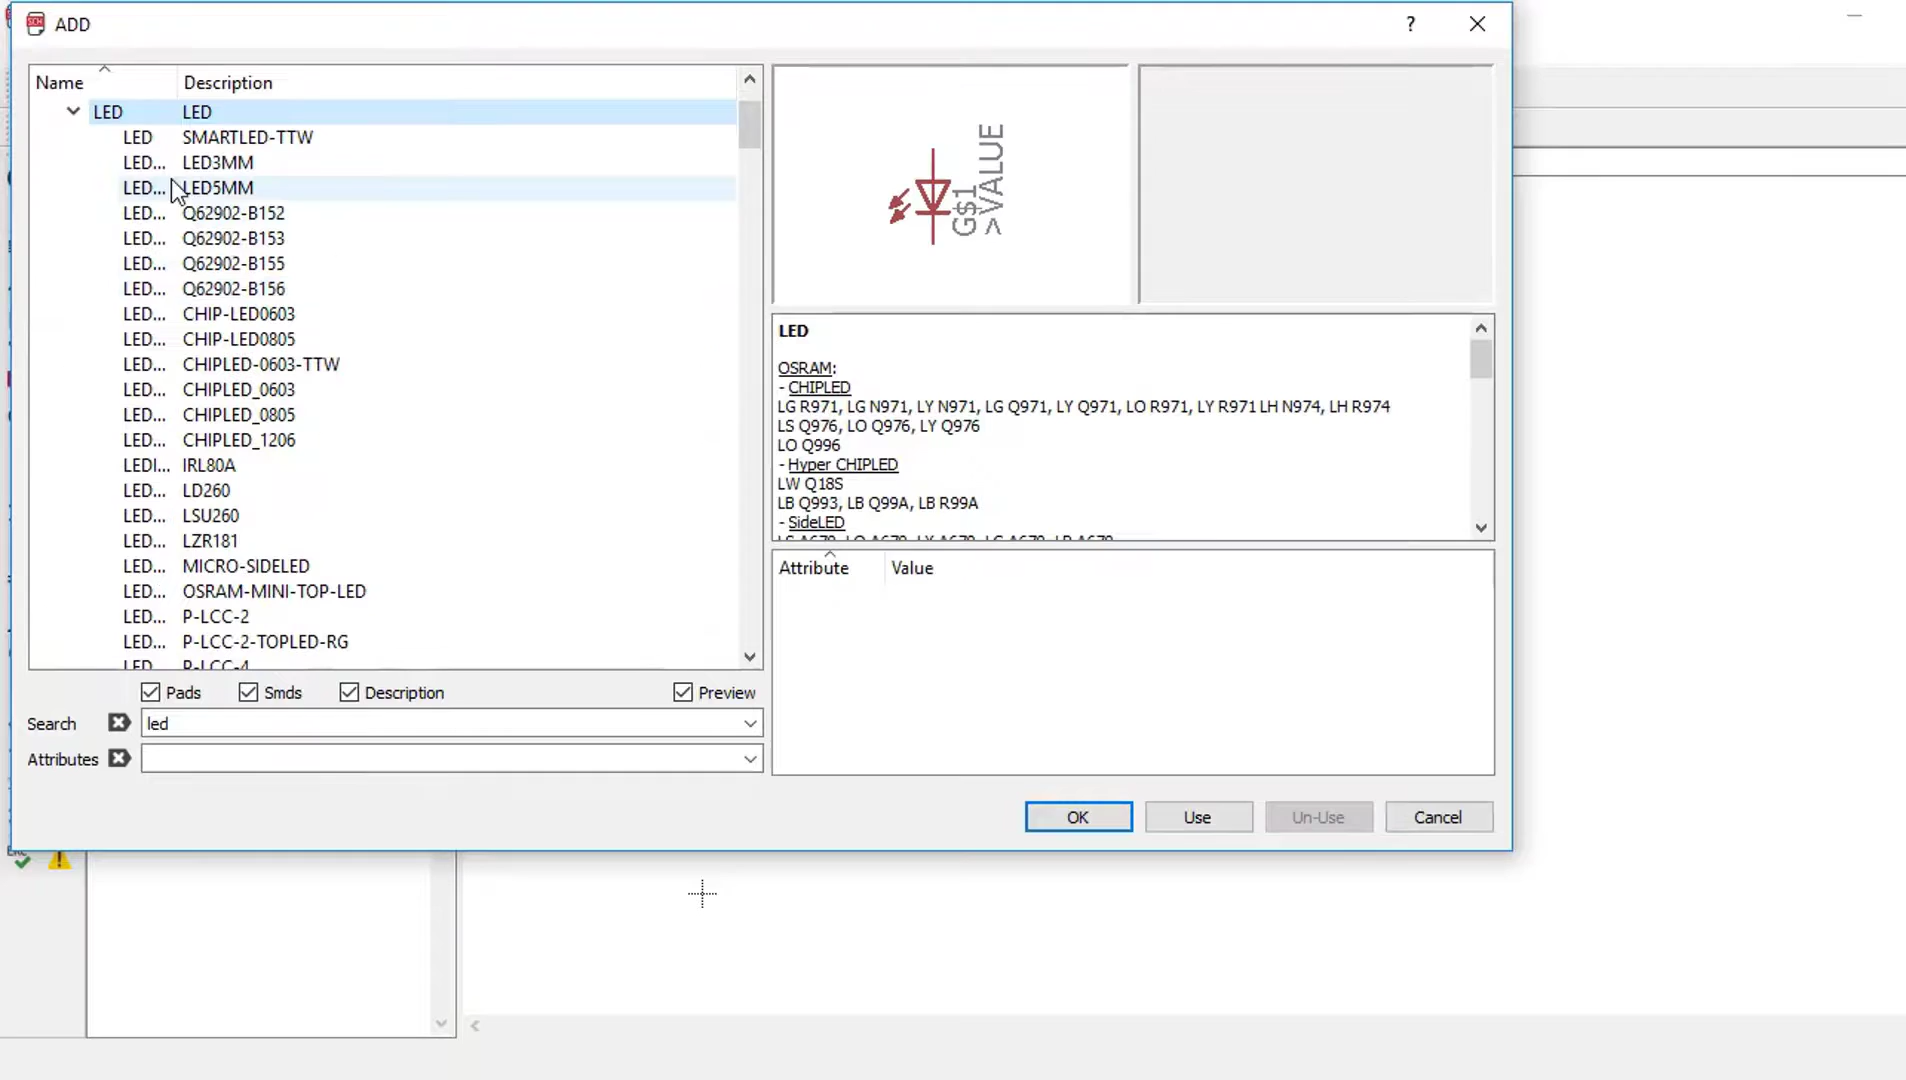 ADD
?
Name Description
LED LED
LED SMARTLED-TTW
LED... LED3MM
LED... LED5MM
LED... Q62902-B152
LED... Q62902-B153
LED... Q62902-B155
LED... Q62902-B156
LED... CHIP-LED0603
LED... CHIP-LED0805
LED... CHIPLED-0603-TTW
LED... CHIPLED_0603
LED... CHIPLED_0805
LED... CHIPLED_1206
LEDI... IRL80A
LED... LD260
LED... LSU260
LED... LZR181
LED... MICRO-SIDELED
LED... OSRAM-MINI-TOP-LED
LED... P-LCC-2
LED... P-LCC-2-TOPLED-RG
LED P-LCC-4
Pads Smds Description Preview
Search led
Attributes
G$1
>VALUE
LED
OSRAM:
- CHIPLED
LG R971, LG N971, LY N971, LG Q971, LY Q971, LO R971, LY R971 LH N974, LH R974
LS Q976, LO Q976, LY Q976
LO Q996
- Hyper CHIPLED
LW Q18S
LB Q993, LB Q99A, LB R99A
- SideLED
Attribute Value
OK Use Un-Use Cancel